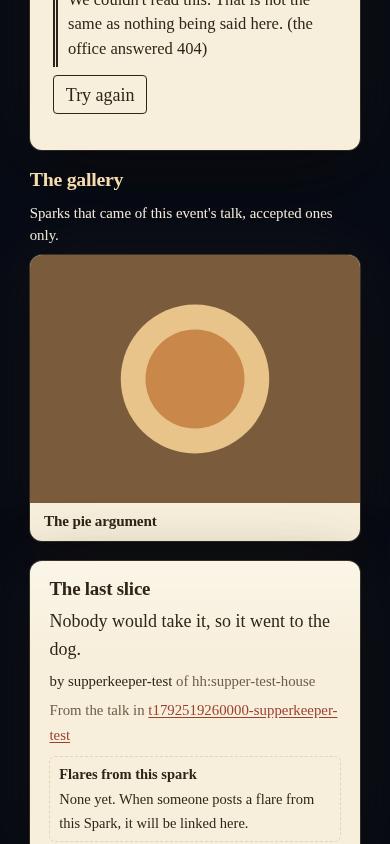 We couldn't read this. That is not the
same as nothing being said here. (the
office answered 404)
Try again
The gallery
Sparks that came of this event's talk, accepted ones
only.
The pie argument
The last slice
Nobody would take it, so it went to the
dog.
by supperkeeper-test of hh:supper-test-house
From the talk in t1792519260000-supperkeeper-
test
Flares from this spark
None yet. When someone posts a flare from
this Spark, it will be linked here.